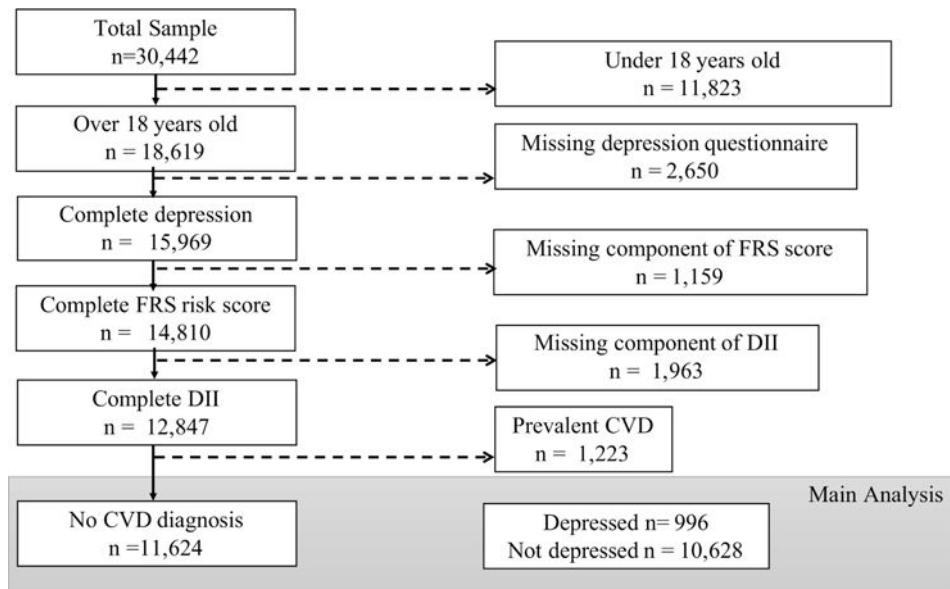 Total Sample
n=30,442
Under 18 years old
n = 11,823
Over 18 years old
n = 18,619
Missing depression questionnaire
n = 2,650
Complete depression
n = 15,969
Missing component of FRS score
n = 1,159
Complete FRS risk score
n = 14,810
Missing component of DII
n = 1,963
Complete DII
n = 12,847
Prevalent CVD
n = 1,223
Main Analysis
No CVD diagnosis
n =11,624
Depressed n= 996
Not depressed n = 10,628